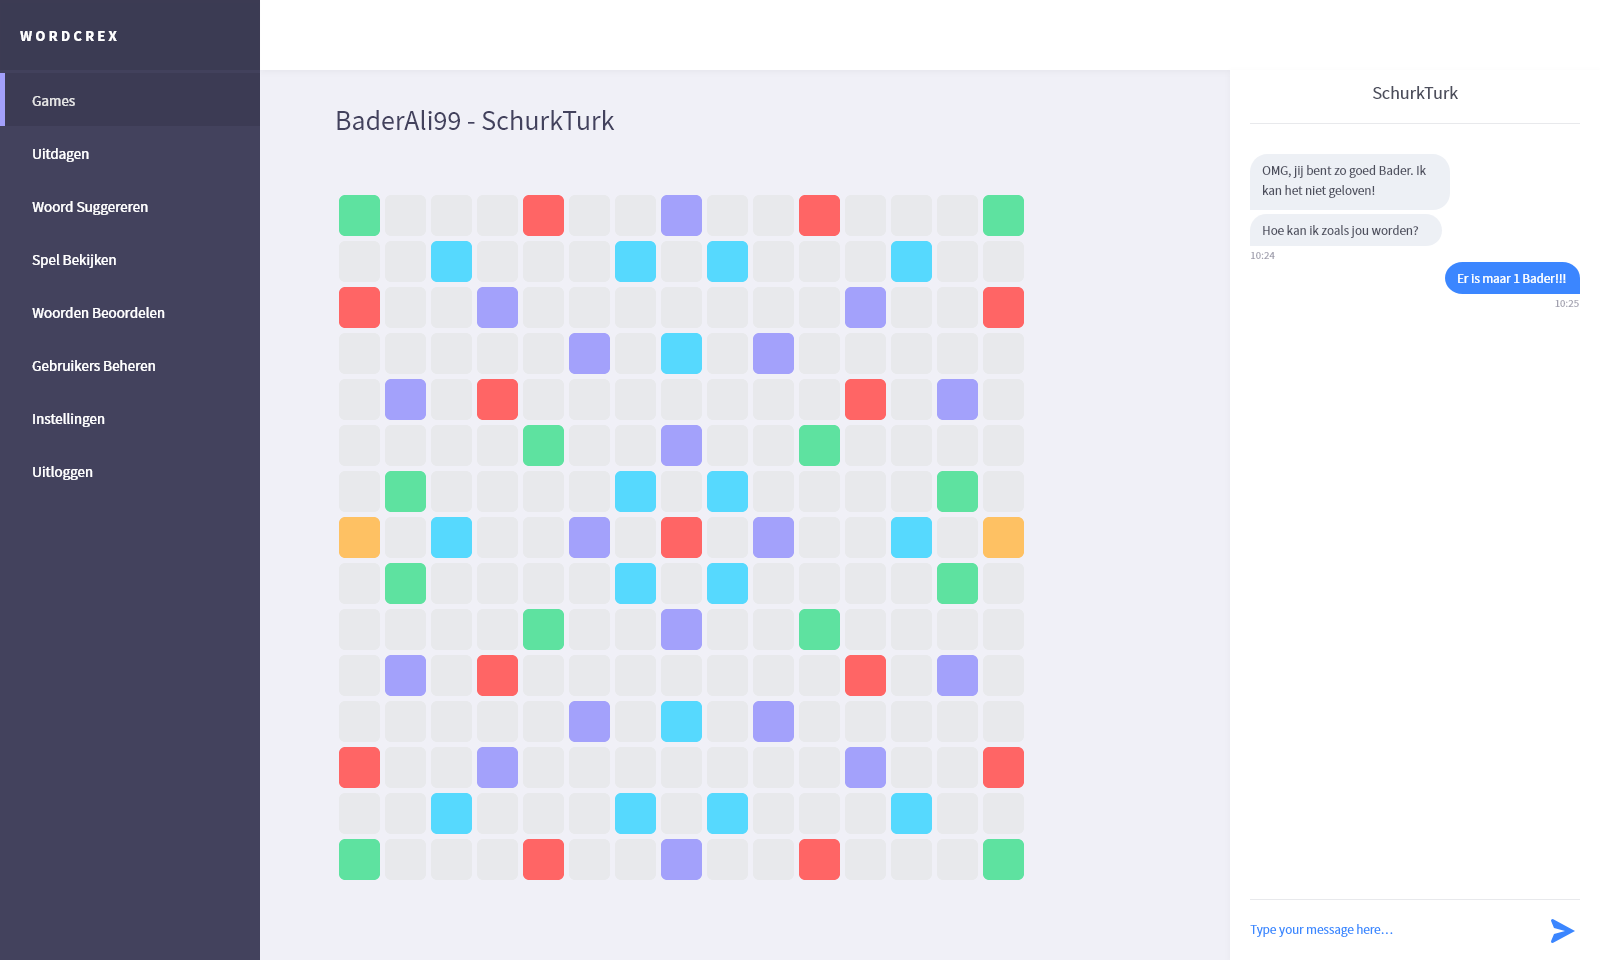 WORDCREX
Games
Uitdagen
Woord Suggereren
Spel Bekijken
Woorden Beoordelen
Gebruikers Beheren
Instellingen
Uitloggen
BaderAli99 - SchurkTurk
SchurkTurk
OMG, jij bent zo goed Bader. Ik
kan het niet geloven!
Hoe kan ik zoals jou worden?
10:24
Er is maar 1 Bader!!!
10:25
Type your message here…